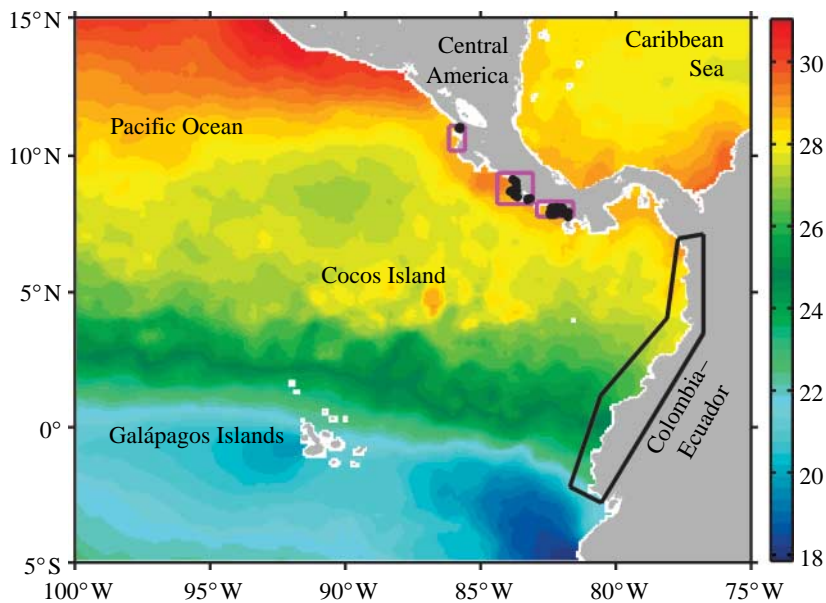 15°N
Central
America
Caribbean
Sea
30
Pacific Ocean
28
10°N
26
Cocos Island
5°N
24
22
Colombia–
Ecuador
0°
Galápagos Islands
20
5°S
18
100°W
95°W
90°W
85°W
80°W
75°W